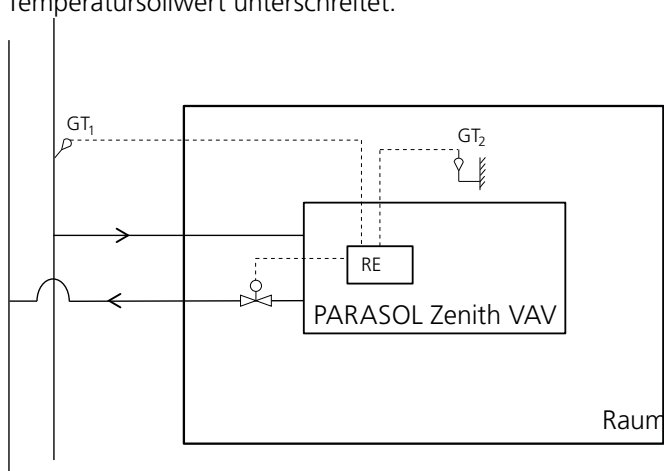 Temperatursollwert unterschreitet.
GT1
GT2
RE
PARASOL Zenith VAV
Raum